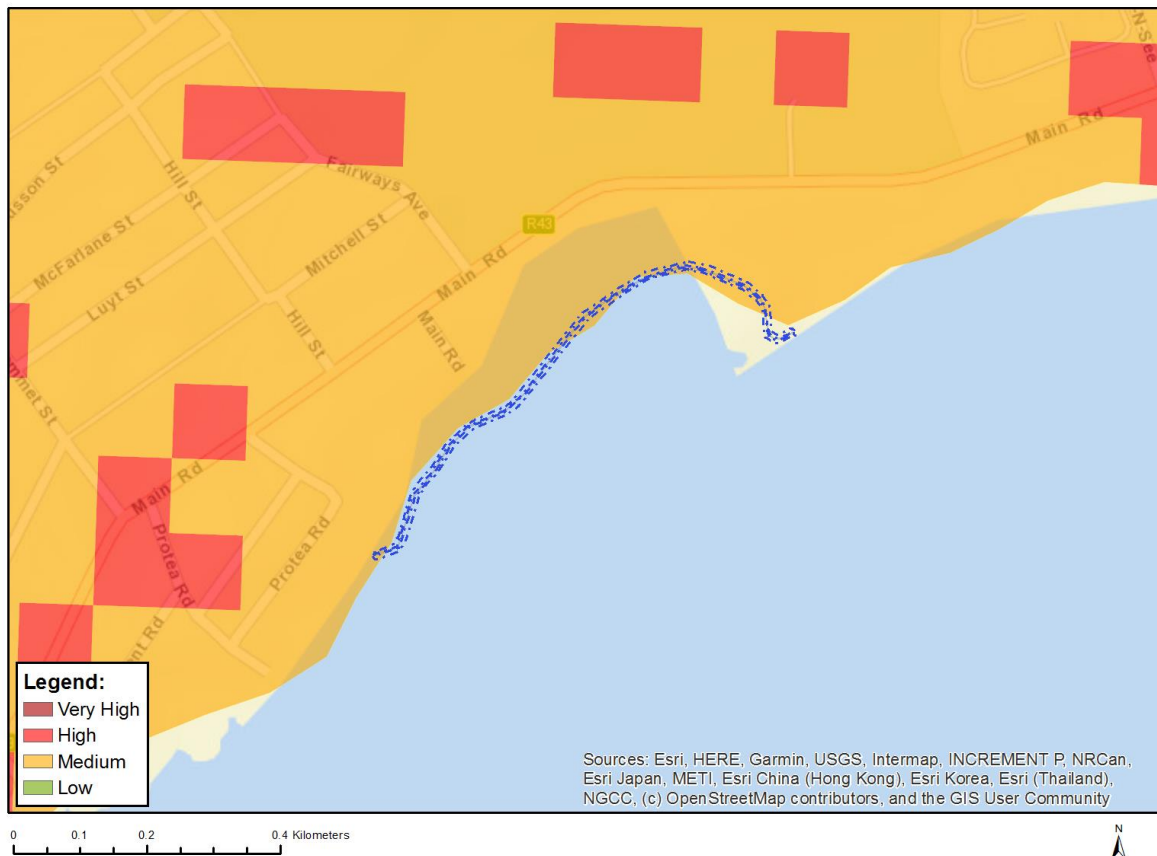 N-See
Main Rd
Fairways Ave
Hill St
McFarlane St
Mitchell St
R43
Main Rd
Luyt St
Main Rd
Hill St
Main Rd
Protea Rd
Protea Rd
Legend:
Very High
High
Medium
Low
Sources: Esri, HERE, Garmin, USGS, Intermap, INCREMENT P, NRCan,
Esri Japan, METI, Esri China (Hong Kong), Esri Korea, Esri (Thailand),
NGCC, (c) OpenStreetMap contributors, and the GIS User Community
0 0.1 0.2 0.4 Kilometers
N